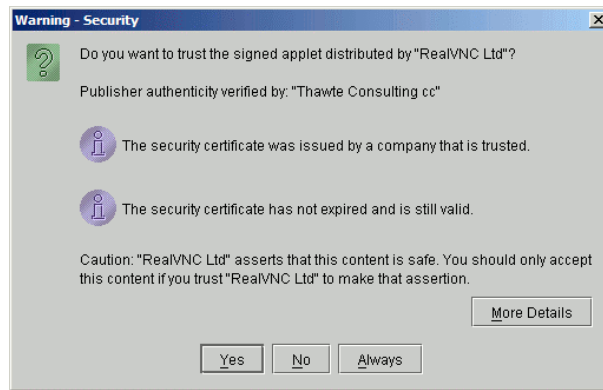 Warning - Security
Do you want to trust the signed applet distributed by "RealVNC Ltd"?
Publisher authenticity verified by: "Thawte Consulting cc"
The security certificate was issued by a company that is trusted.
The security certificate has not expired and is still valid.
Caution: "RealVNC Ltd" asserts that this content is safe. You should only accept
this content if you trust "RealVNC Ltd" to make that assertion.
More Details
Yes No Always